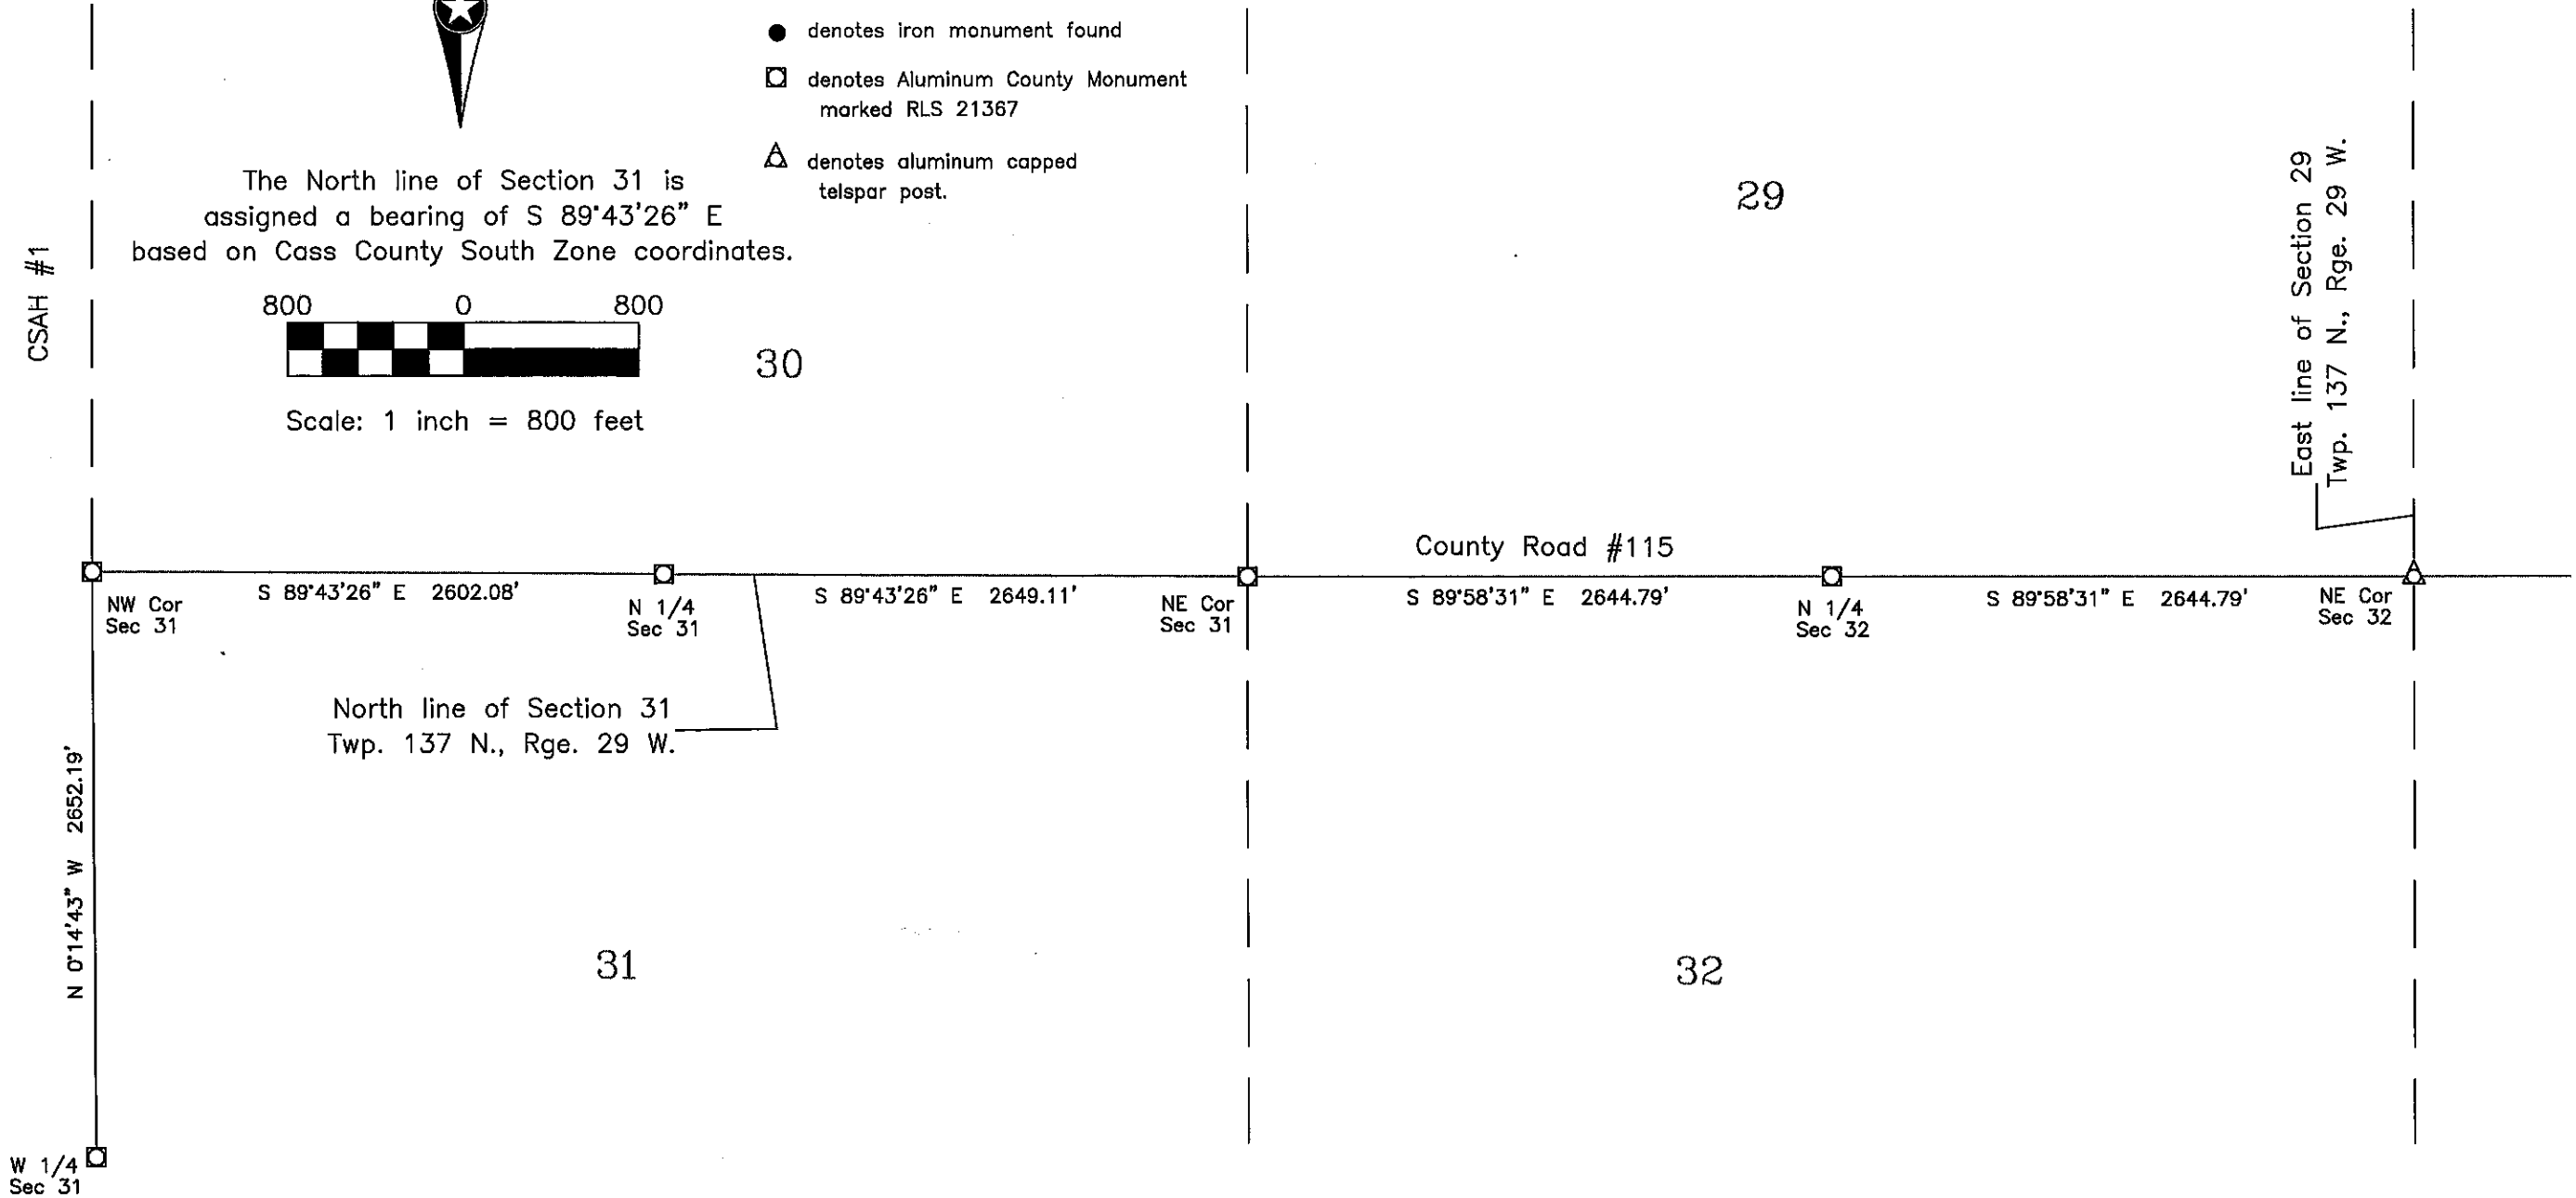 denotes iron monument found
denotes Aluminum County Monument
marked RLS 21367
denotes aluminum capped
telspar post.
The North line of Section 31 is
assigned a bearing of S 89°43'26" E
based on Cass County South Zone coordinates.
800 0 800
Scale: 1 inch = 800 feet
CSAH #1
30
29
East line of Section 29
Twp. 137 N., Rge. 29 W.
County Road #115
S 89°43'26" E 2602.08'
S 89°43'26" E 2649.11'
S 89°58'31" E 2644.79'
S 89°58'31" E 2644.79'
NW Cor
Sec 31
N 1/4
Sec 31
NE Cor
Sec 31
N 1/4
Sec 32
NE Cor
Sec 32
North line of Section 31
Twp. 137 N., Rge. 29 W.
N 0°14'43" W 2652.19'
31
32
W 1/4
Sec 31